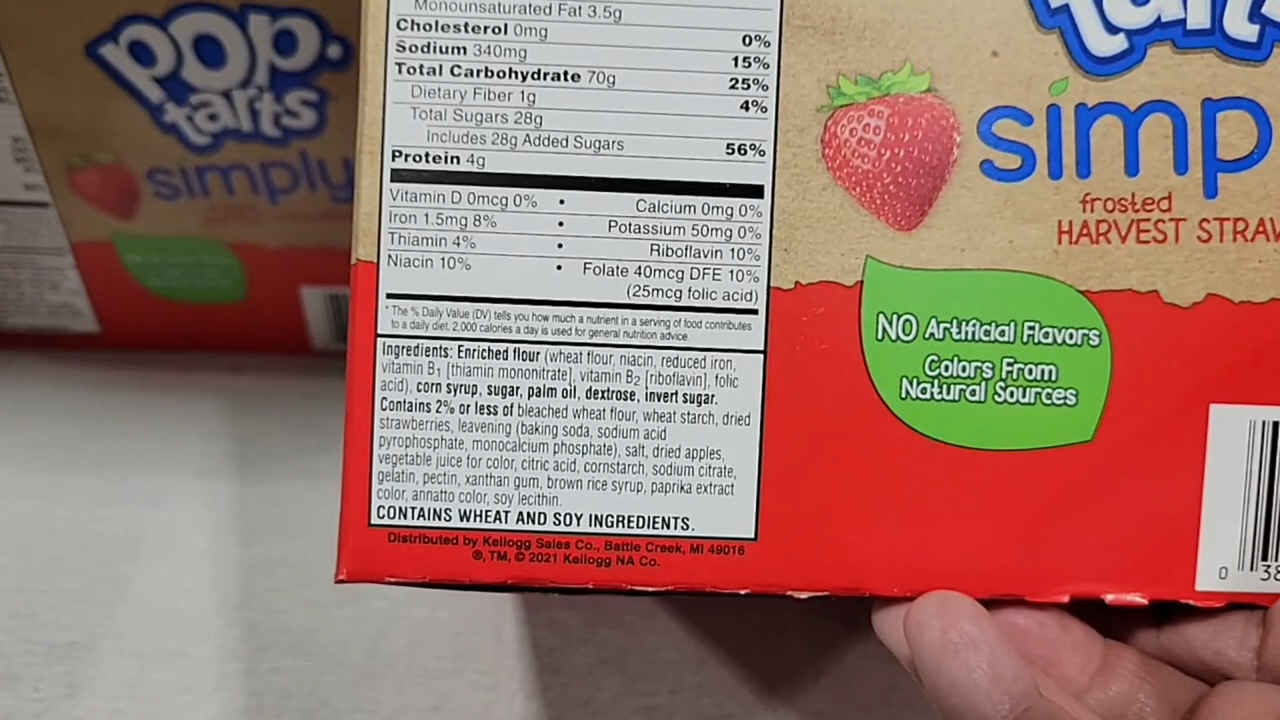 POP.
tarts
simply
Monounsaturated Fat 3.5g
Cholesterol 0mg 0%
Sodium 340mg 15%
Total Carbohydrate 70g 25%
Dietary Fiber 1g 4%
Total Sugars 28g
Includes 28g Added Sugars 56%
Protein 4g
Vitamin D 0mcg 0% • Calcium 0mg 0%
Iron 1.5mg 8% • Potassium 50mg 0%
Thiamin 4% • Riboflavin 10%
Niacin 10% • Folate 40mcg DFE 10%
(25mcg folic acid)
* The % Daily Value (DV) tells you how much a nutrient in a serving of food contributes
to a daily diet. 2,000 calories a day is used for general nutrition advice.
Ingredients: Enriched flour (wheat flour, niacin, reduced iron,
vitamin B1 [thiamin mononitrate], vitamin B2 [riboflavin], folic
acid), corn syrup, sugar, palm oil, dextrose, invert sugar.
Contains 2% or less of bleached wheat flour, wheat starch, dried
strawberries, leavening (baking soda, sodium acid
pyrophosphate, monocalcium phosphate), salt, dried apples,
vegetable juice for color, citric acid, cornstarch, sodium citrate,
gelatin, pectin, xanthan gum, brown rice syrup, paprika extract
color, annatto color, soy lecithin.
CONTAINS WHEAT AND SOY INGREDIENTS.
Distributed by Kellogg Sales Co., Battle Creek, MI 49016
®, TM, © 2021 Kellogg NA Co.
tart
simp
frosted
HARVEST STRAW
NO Artificial Flavors
Colors From
Natural Sources
0 38